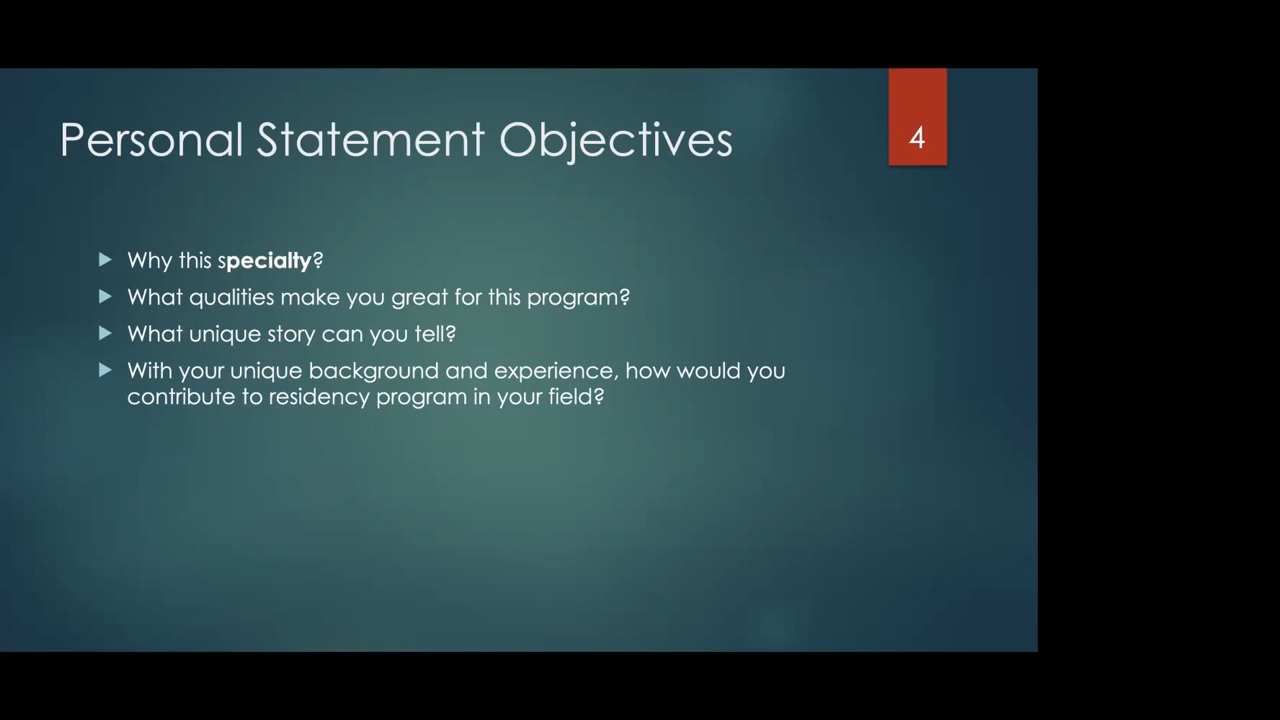 Personal Statement Objectives
4
Why this specialty?
What qualities make you great for this program?
What unique story can you tell?
With your unique background and experience, how would you
contribute to residency program in your field?